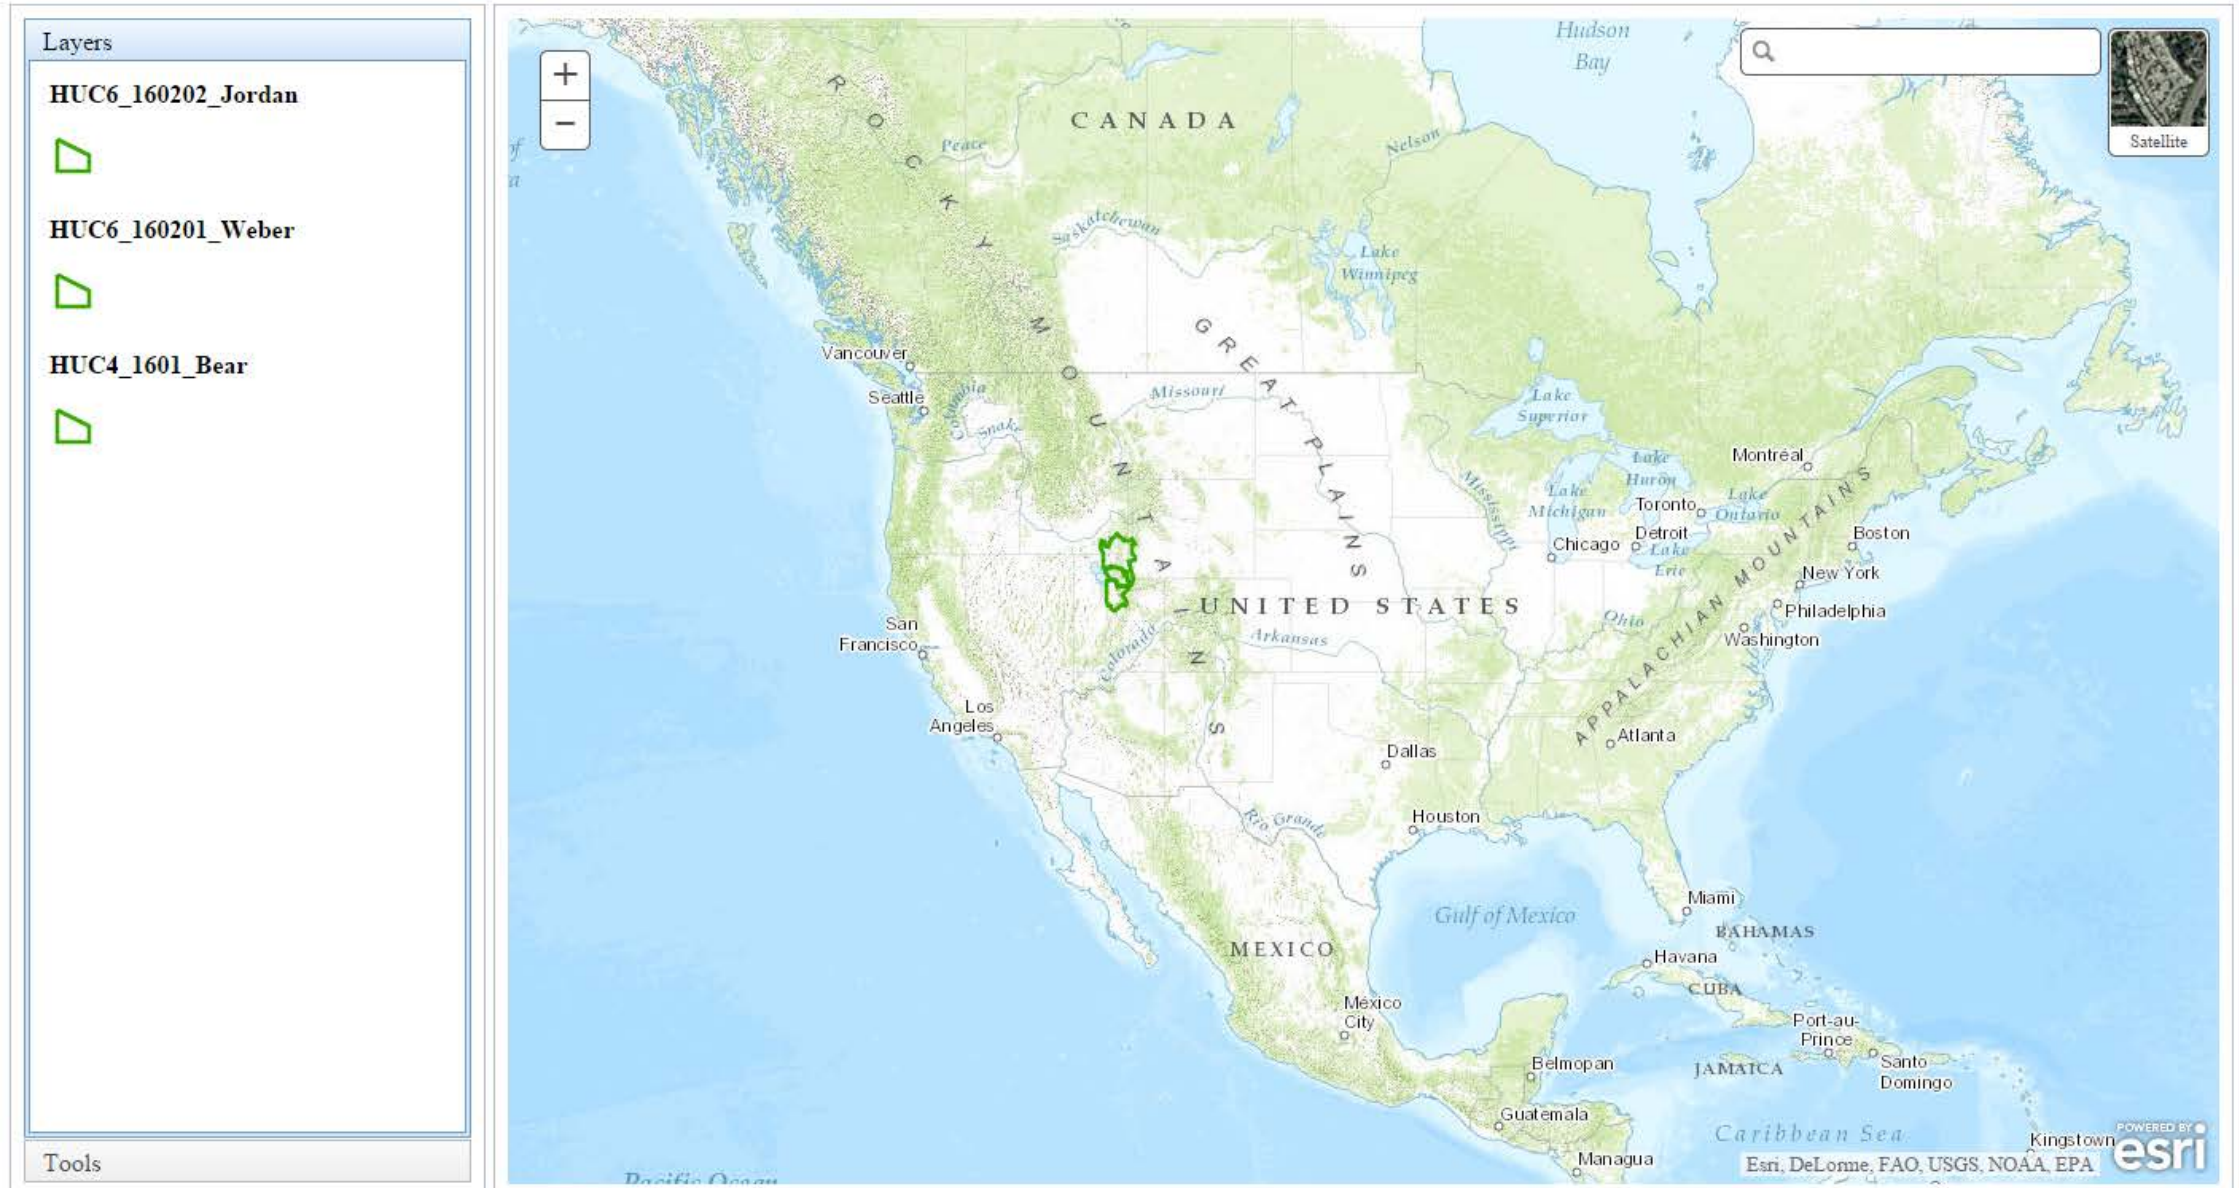 Layers
HUC6_160202_Jordan
HUC6_160201_Weber
HUC4_1601_Bear
Tools
+
−
Satellite
Hudson
Bay
CANADA
ROCKY MOUNTAINS
Peace
Nelson
Saskatchewan
Lake
Winnipeg
GREAT PLAINS
Vancouver
Seattle
Columbia
Snake
Missouri
Lake
Superior
Montréal
Lake
Huron
Lake
Michigan
Toronto
Lake
Ontario
Mississippi
Chicago
Detroit
Lake
Erie
Boston
New York
Philadelphia
Washington
APPALACHIAN MOUNTAINS
UNITED STATES
Ohio
San
Francisco
Colorado
Arkansas
Los
Angeles
Atlanta
Dallas
Houston
Rio Grande
Miami
Gulf of Mexico
BAHAMAS
MEXICO
Havana
CUBA
México
City
Port-au-
Prince
Belmopan
JAMAICA
Santo
Domingo
Guatemala
Caribbean Sea
Kingstown
Managua
Pacific Ocean
POWERED BY
esri
Esri, DeLorme, FAO, USGS, NOAA, EPA